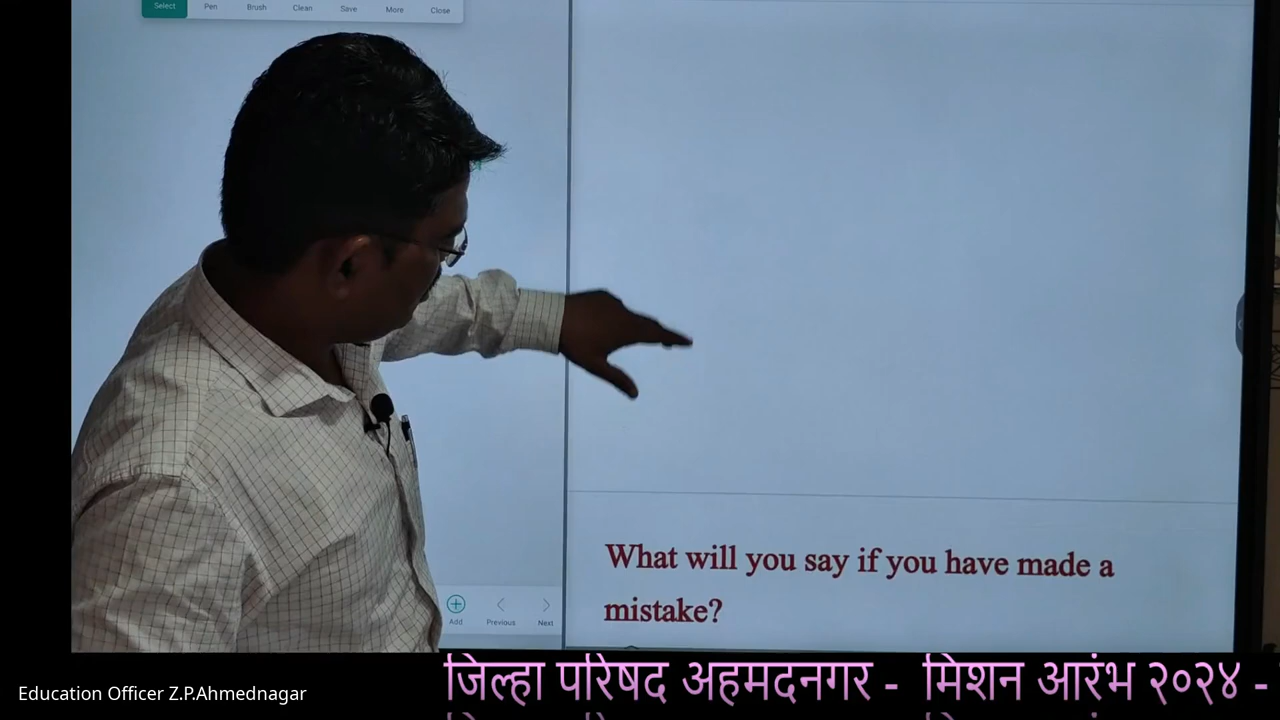 Select Pen Brush Clean Save More Close
What will you say if you have made a
mistake?
Add Previous Next
जिल्हा परिषद अहमदनगर - मिशन आरंभ २०२४ -
Education Officer Z.P.Ahmednagar